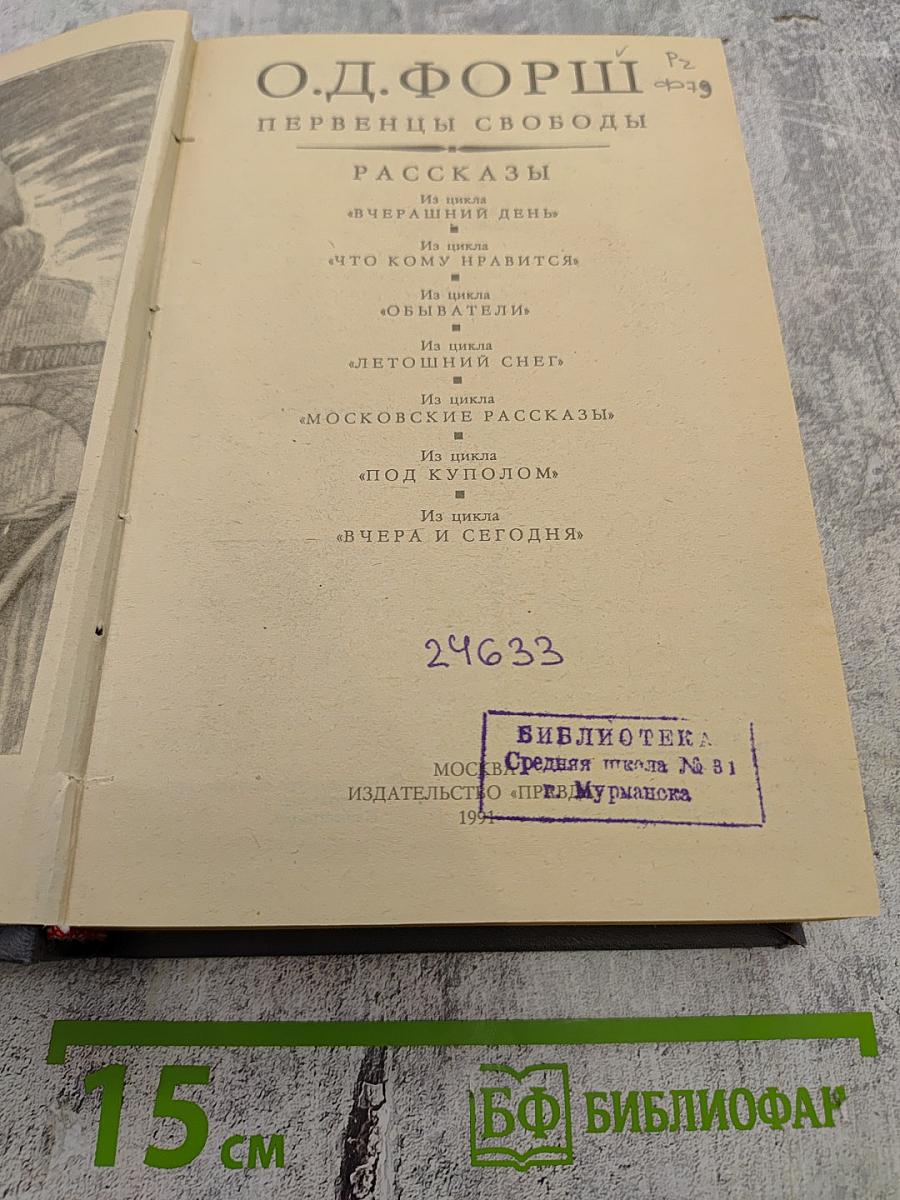 О.Д.ФОРШ
Р2
Ф79
ПЕРВЕНЦЫ СВОБОДЫ
РАССКАЗЫ
Из цикла
«ВЧЕРАШНИЙ ДЕНЬ»
Из цикла
«ЧТО КОМУ НРАВИТСЯ»
Из цикла
«ОБЫВАТЕЛИ»
Из цикла
«ЛЕТОШНИЙ СНЕГ»
Из цикла
«МОСКОВСКИЕ РАССКАЗЫ»
Из цикла
«ПОД КУПОЛОМ»
Из цикла
«ВЧЕРА И СЕГОДНЯ»
24633
БИБЛИОТЕКА
Средняя школа № 31
г. Мурманска
МОСКВА
ИЗДАТЕЛЬСТВО «ПРАВДА»
1991
15 см
БФ БИБЛИОФАН